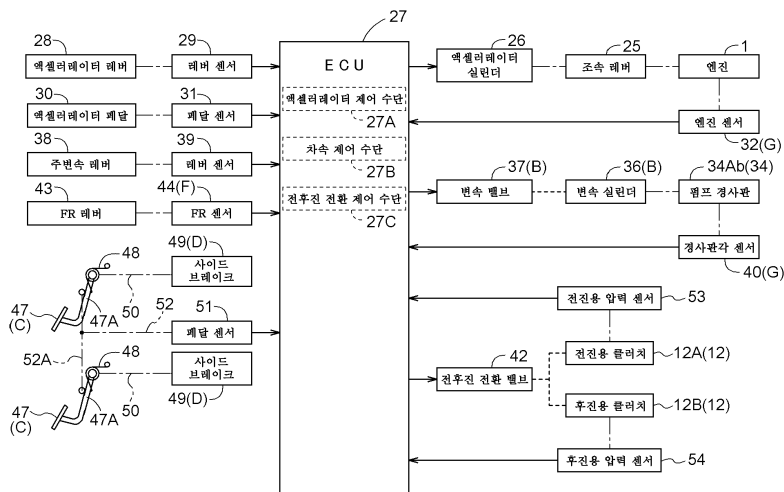 27
28
29
ECU
26
25
1
액셀러레이터 레버
레버 센서
액셀러레이터
실린더
조속 레버
엔진
30
31
액셀러레이터 페달
페달 센서
액셀러레이터 제어 수단
27A
엔진 센서
32(G)
38
39
주변속 레버
레버 센서
차속 제어 수단
27B
37(B)
36(B)
34Ab(34)
변속 밸브
변속 실린더
펌프 경사판
43
44(F)
FR 레버
FR 센서
전후진 전환 제어 수단
27C
경사판각 센서
40(G)
49(D)
48
사이드
브레이크
47
(C)
47A
50
52
51
페달 센서
전진용 압력 센서
53
52A
48
사이드
브레이크
49(D)
50
47
(C)
47A
42
전후진 전환 밸브
전진용 클러치
12A(12)
후진용 클러치
12B(12)
후진용 압력 센서
54